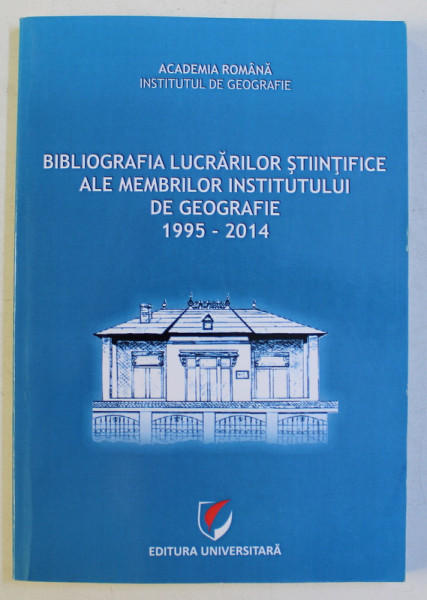 ACADEMIA ROMÂNĂ
INSTITUTUL DE GEOGRAFIE
BIBLIOGRAFIA LUCRĂRILOR ŞTIINŢIFICE
ALE MEMBRILOR INSTITUTULUI
DE GEOGRAFIE
1995 - 2014
EDITURA UNIVERSITARĂ